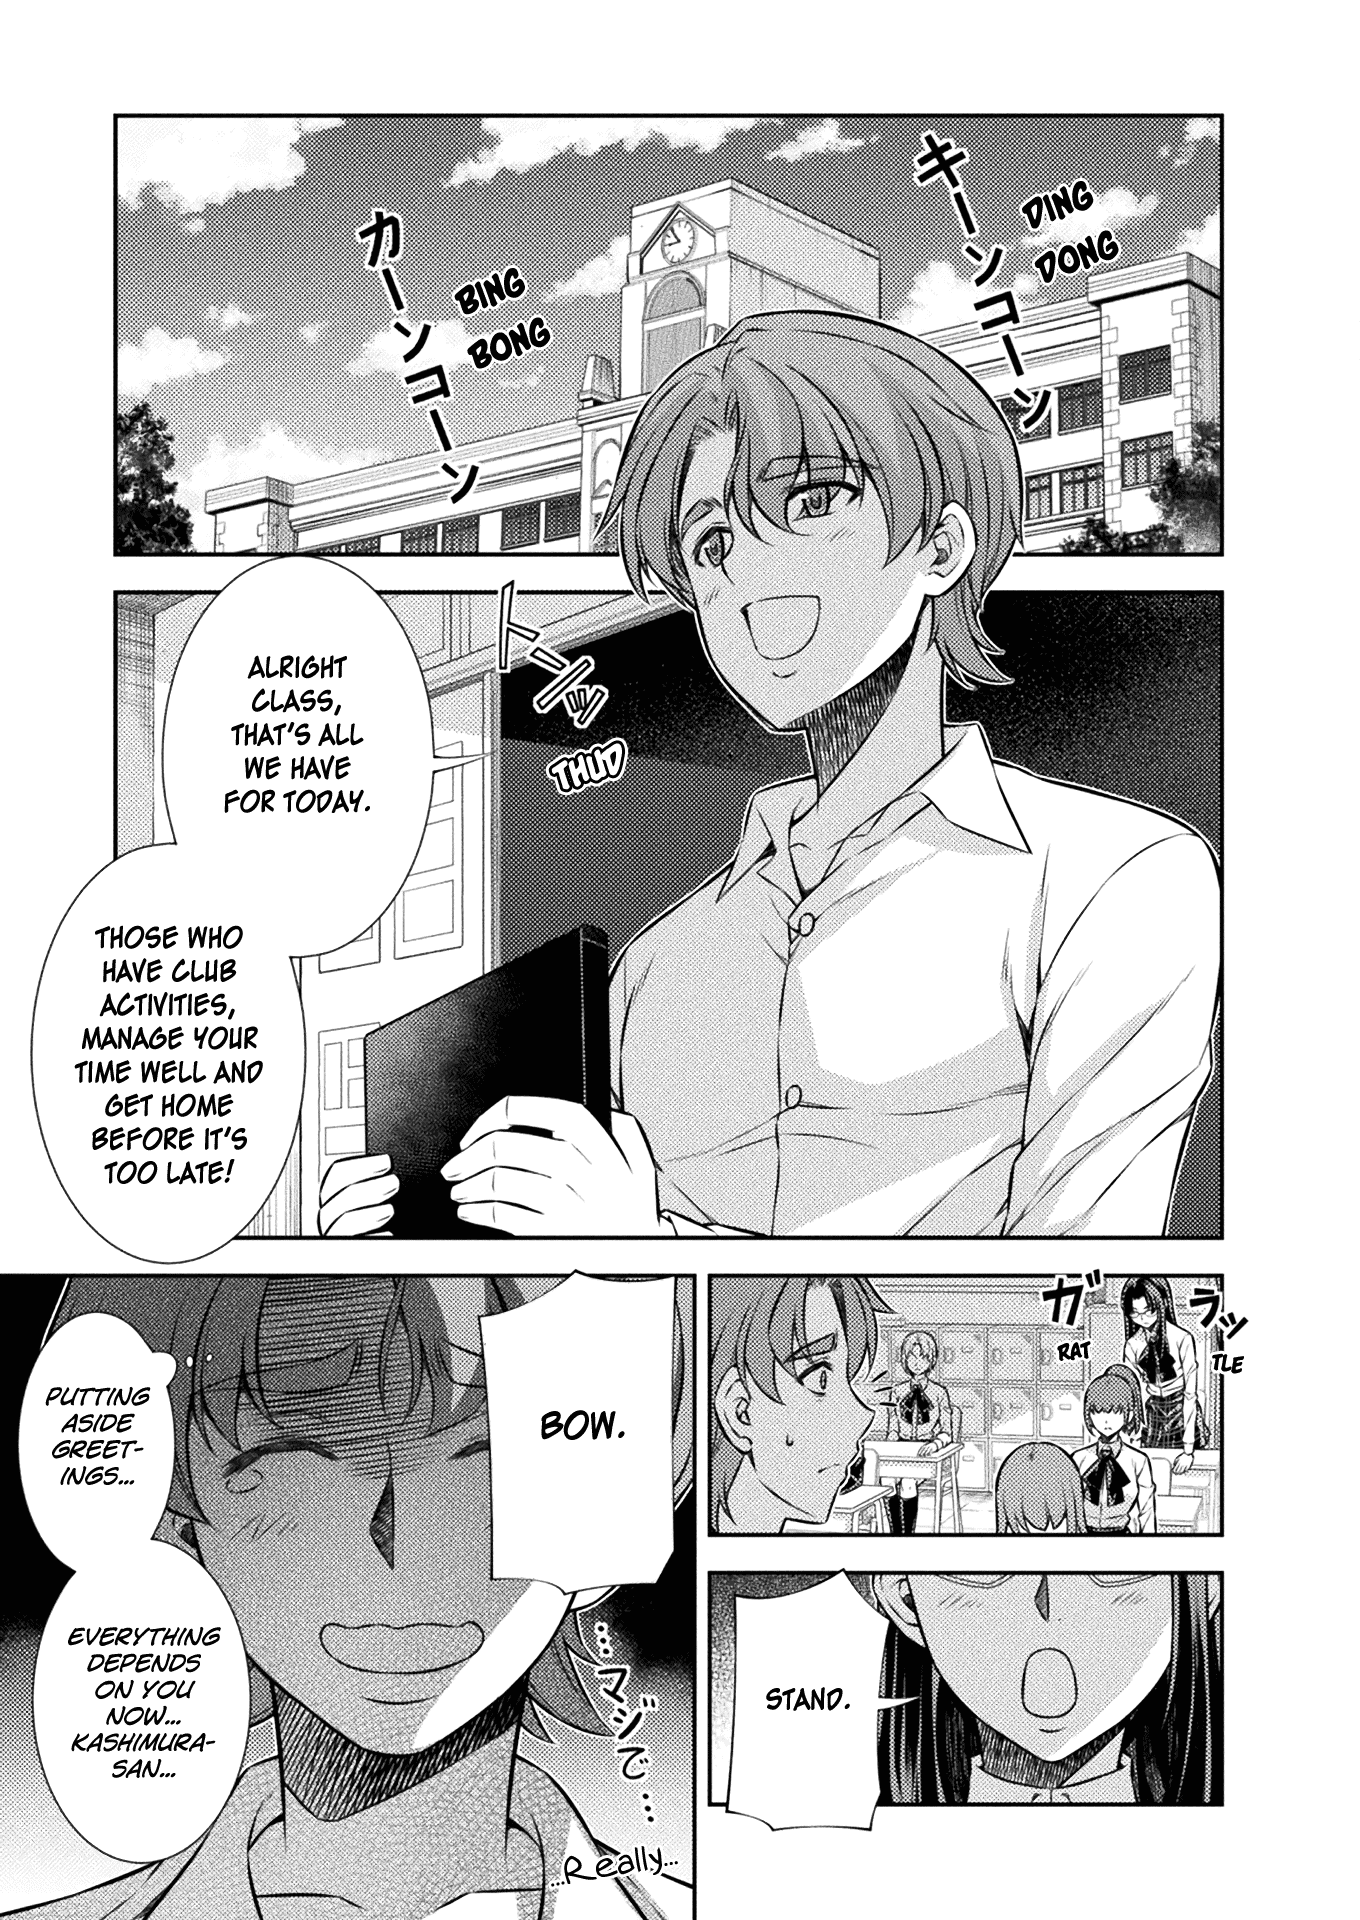 キーンコーン
DING
DONG
カーンコーン
BING
BONG
トンッ
THUD
ALRIGHT
CLASS,
THAT'S ALL
WE HAVE
FOR TODAY.
THOSE WHO
HAVE CLUB
ACTIVITIES,
MANAGE YOUR
TIME WELL AND
GET HOME
BEFORE IT'S
TOO LATE!
ガ
ラッ
RAT
TLE
STAND.
BOW.
PUTTING
ASIDE
GREET-
INGS...
EVERYTHING
DEPENDS
ON YOU
NOW...
KASHIMURA-
SAN...
…マジで…
...Really...